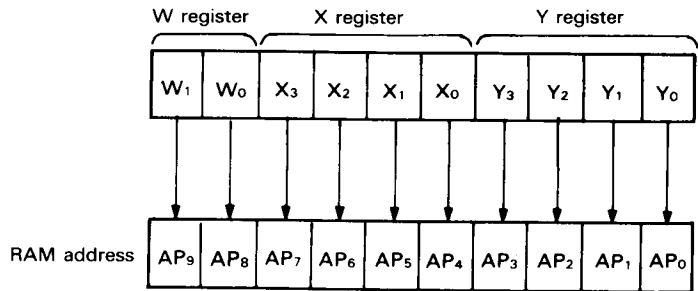 W register X register Y register
W₁ W₀ X₃ X₂ X₁ X₀ Y₃ Y₂ Y₁ Y₀
RAM address AP₉ AP₈ AP₇ AP₆ AP₅ AP₄ AP₃ AP₂ AP₁ AP₀